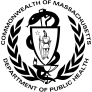 COMMONWEALTH OF MASSACHUSETTS
DEPARTMENT OF PUBLIC HEALTH